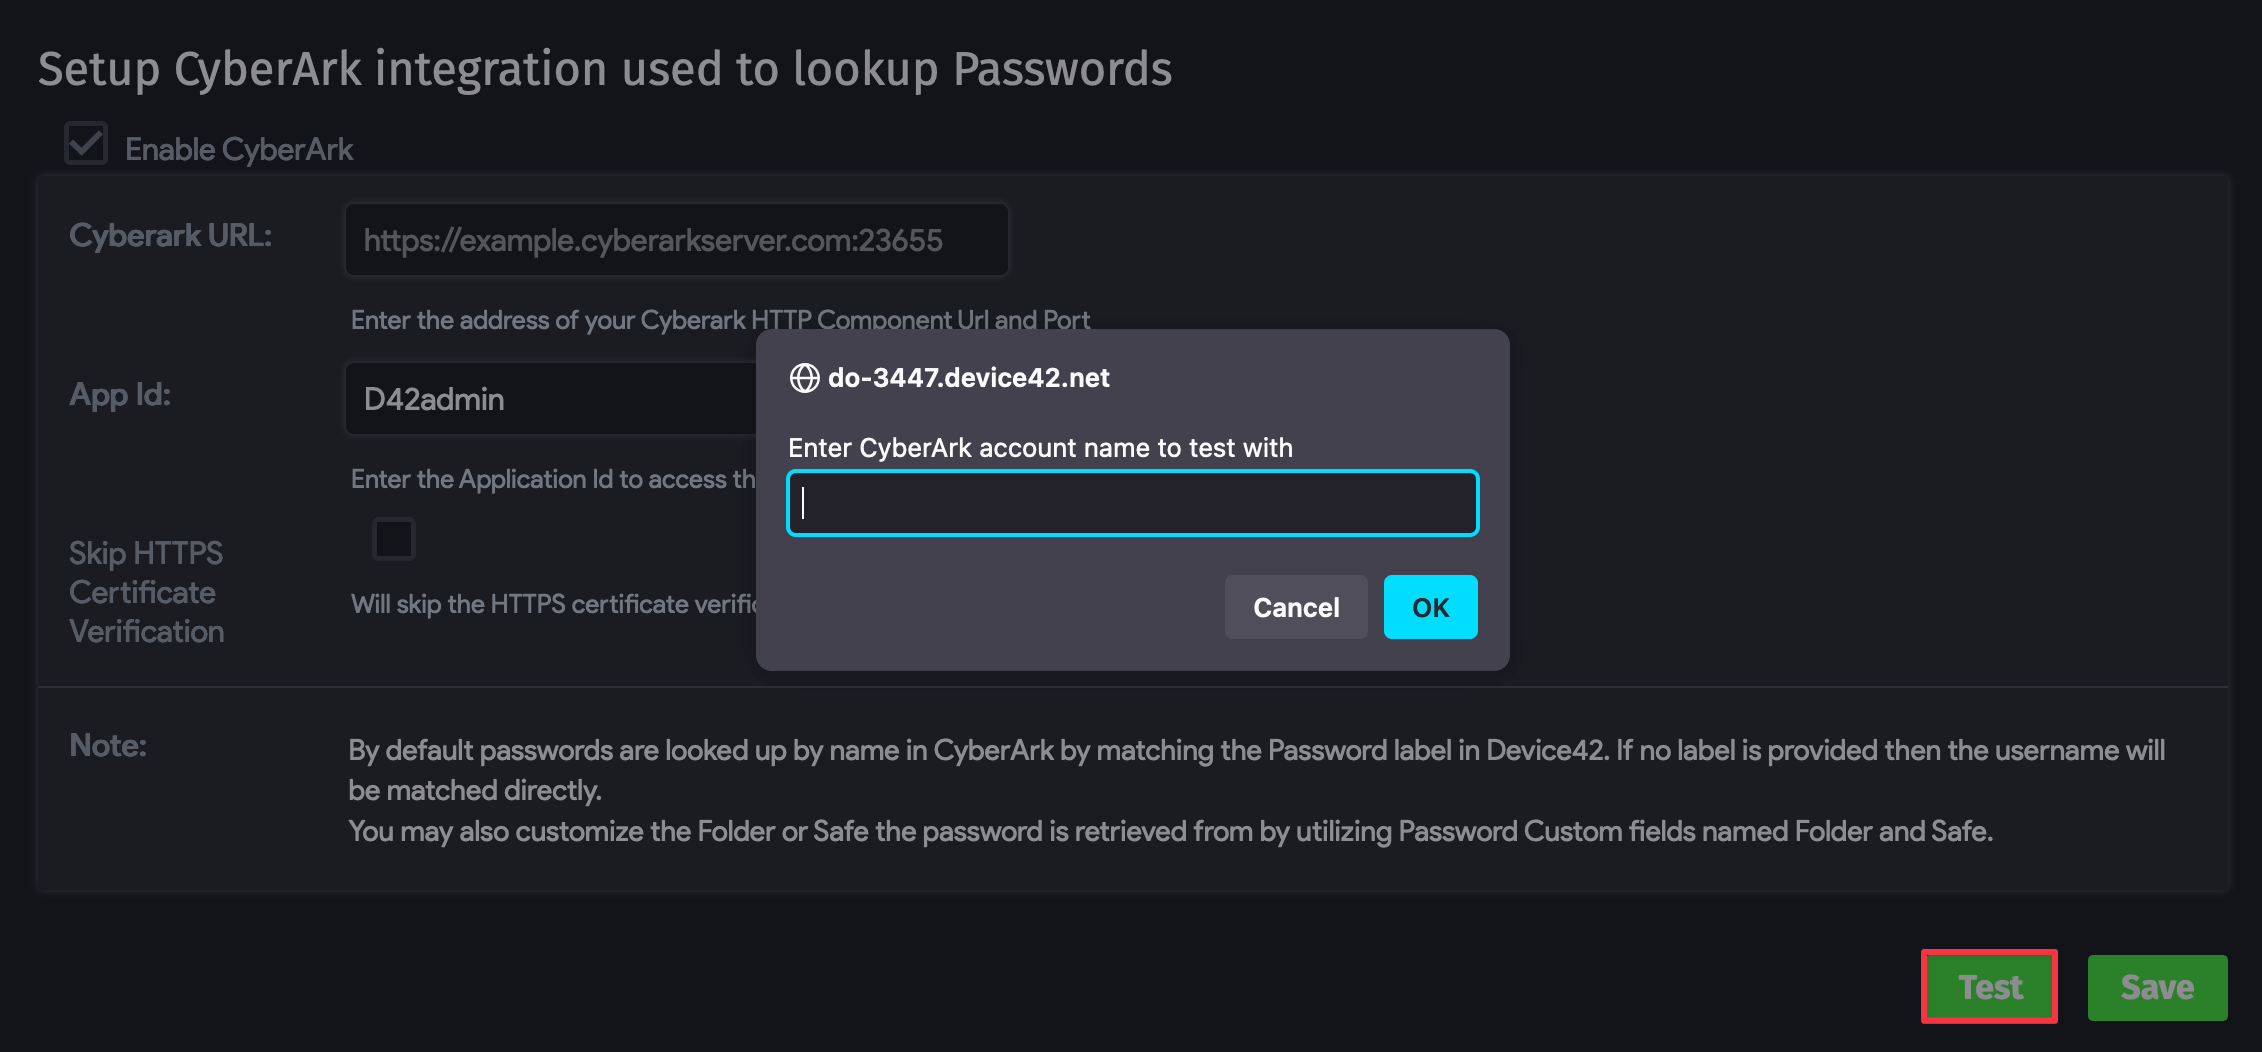 Setup CyberArk integration used to lookup Passwords
Enable CyberArk
Cyberark URL:
https://example.cyberarkserver.com:23655
Enter the address of your Cyberark HTTP Component Url and Port
App Id:
D42admin
Enter the Application Id to access
Skip HTTPS
Certificate
Verification
Will skip the HTTPS certificate
do-3447.device42.net
Enter CyberArk account name to test with
Cancel
OK
Note:
By default passwords are looked up by name in CyberArk by matching the Password label in Device42. If no label is provided then the username will
be matched directly.
You may also customize the Folder or Safe the password is retrieved from by utilizing Password Custom fields named Folder and Safe.
Test
Save